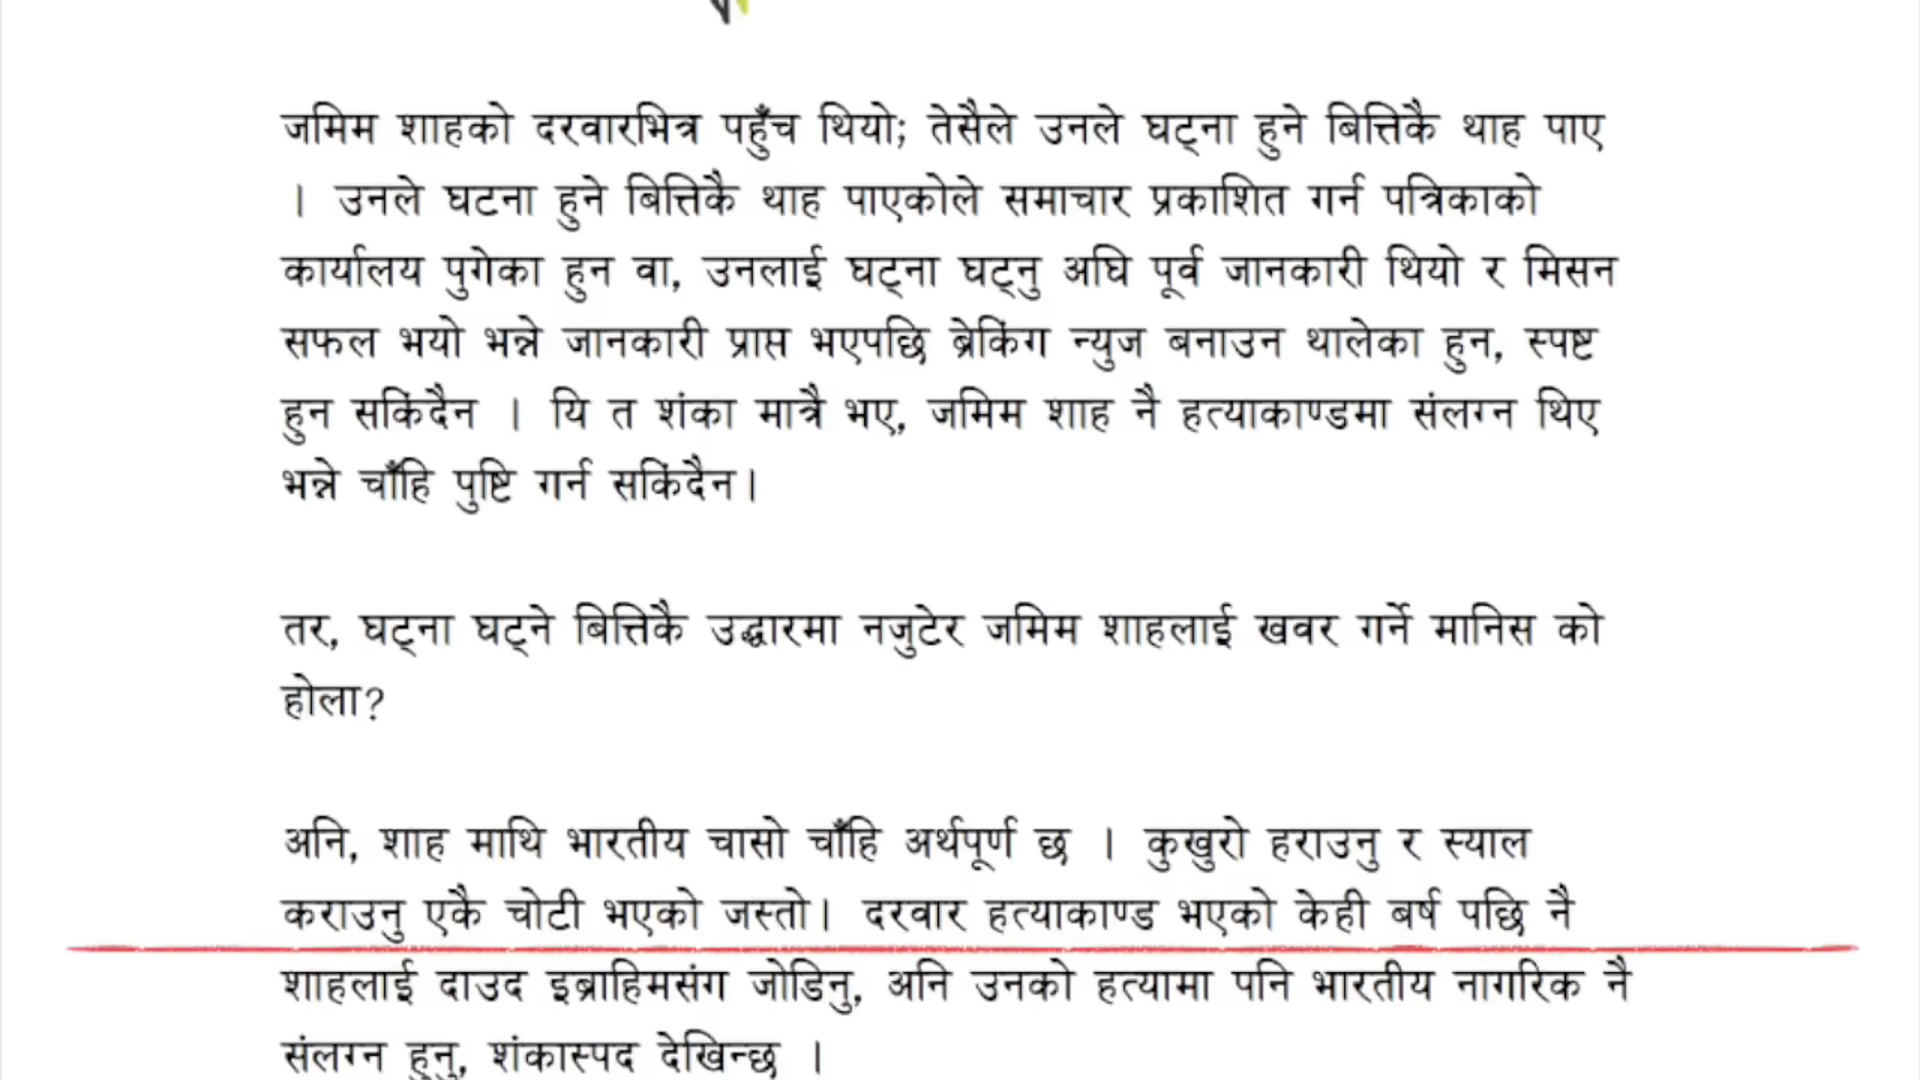 जमिम शाहको दरवारभित्र पहुँच थियो; तेसैले उनले घट्ना हुने बित्तिकै थाह पाए
। उनले घटना हुने बित्तिकै थाह पाएकोले समाचार प्रकाशित गर्न पत्रिकाको
कार्यालय पुगेका हुन वा, उनलाई घट्ना घट्नु अघि पूर्व जानकारी थियो र मिसन
सफल भयो भन्ने जानकारी प्राप्त भएपछि ब्रेकिंग न्युज बनाउन थालेका हुन, स्पष्ट
हुन सकिंदैन । यि त शंका मात्रै भए, जमिम शाह नै हत्याकाण्डमा संलग्न थिए
भन्ने चाँहि पुष्टि गर्न सकिंदैन।
तर, घट्ना घट्ने बित्तिकै उद्धारमा नजुटेर जमिम शाहलाई खवर गर्ने मानिस को
होला?
अनि, शाह माथि भारतीय चासो चाँहि अर्थपूर्ण छ । कुखुरो हराउनु र स्याल
कराउनु एकै चोटी भएको जस्तो। दरवार हत्याकाण्ड भएको केही बर्ष पछि नै
शाहलाई दाउद इब्राहिमसंग जोडिनु, अनि उनको हत्यामा पनि भारतीय नागरिक नै
संलग्न हुनु, शंकास्पद देखिन्छ ।